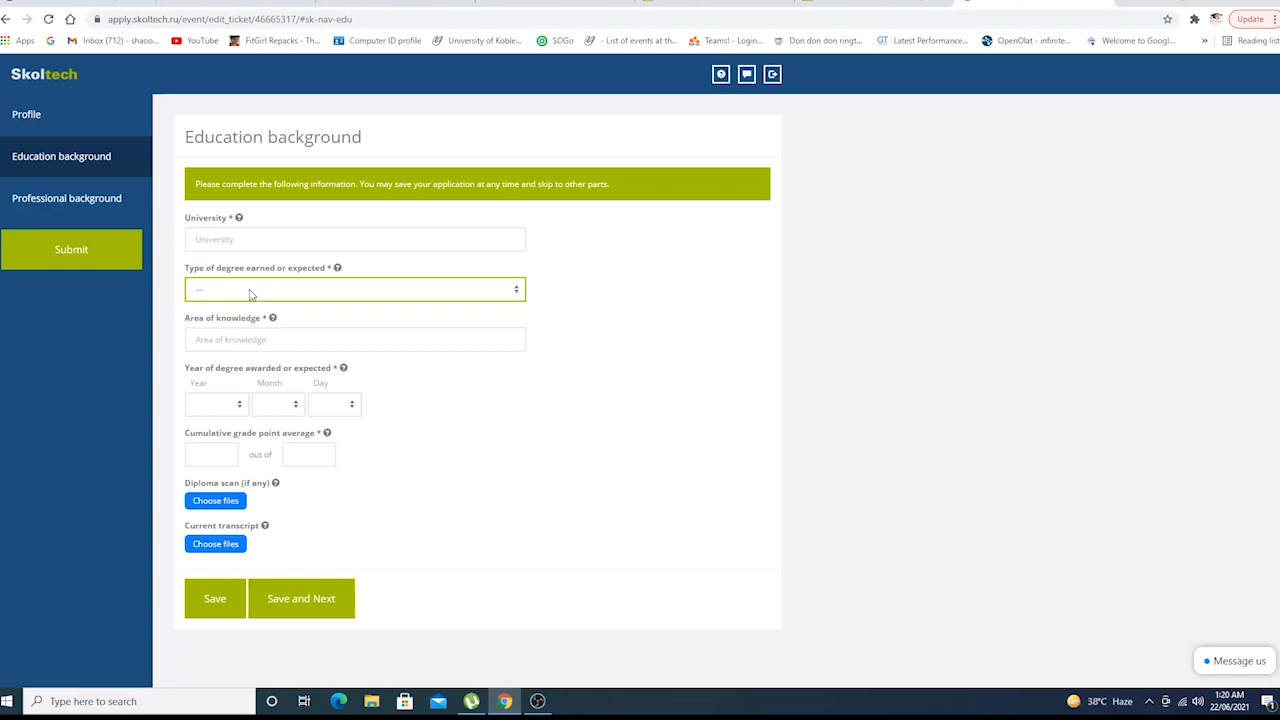 apply.skoltech.ru/event/edit_ticket/46665317/#sk-nav-edu
Update
Apps
Inbox (712) - shaoo...
YouTube
FitGirl Repacks - Th...
Computer ID profile
University of Koble...
SOGo
- List of events at th...
Teams! - Login...
Don don don ringt...
Latest Performance...
OpenOlat - infinite...
Welcome to Googl...
»
Reading list
Skoltech
Profile
Education background
Professional background
Submit
Education background
Please complete the following information. You may save your application at any time and skip to other parts.
University *
University
Type of degree earned or expected *
---
Area of knowledge *
Area of knowledge
Year of degree awarded or expected *
Year Month Day
Cumulative grade point average *
out of
Diploma scan (if any)
Choose files
Current transcript
Choose files
Save Save and Next
Message us
Type here to search
38°C Haze
1:20 AM
22/06/2021